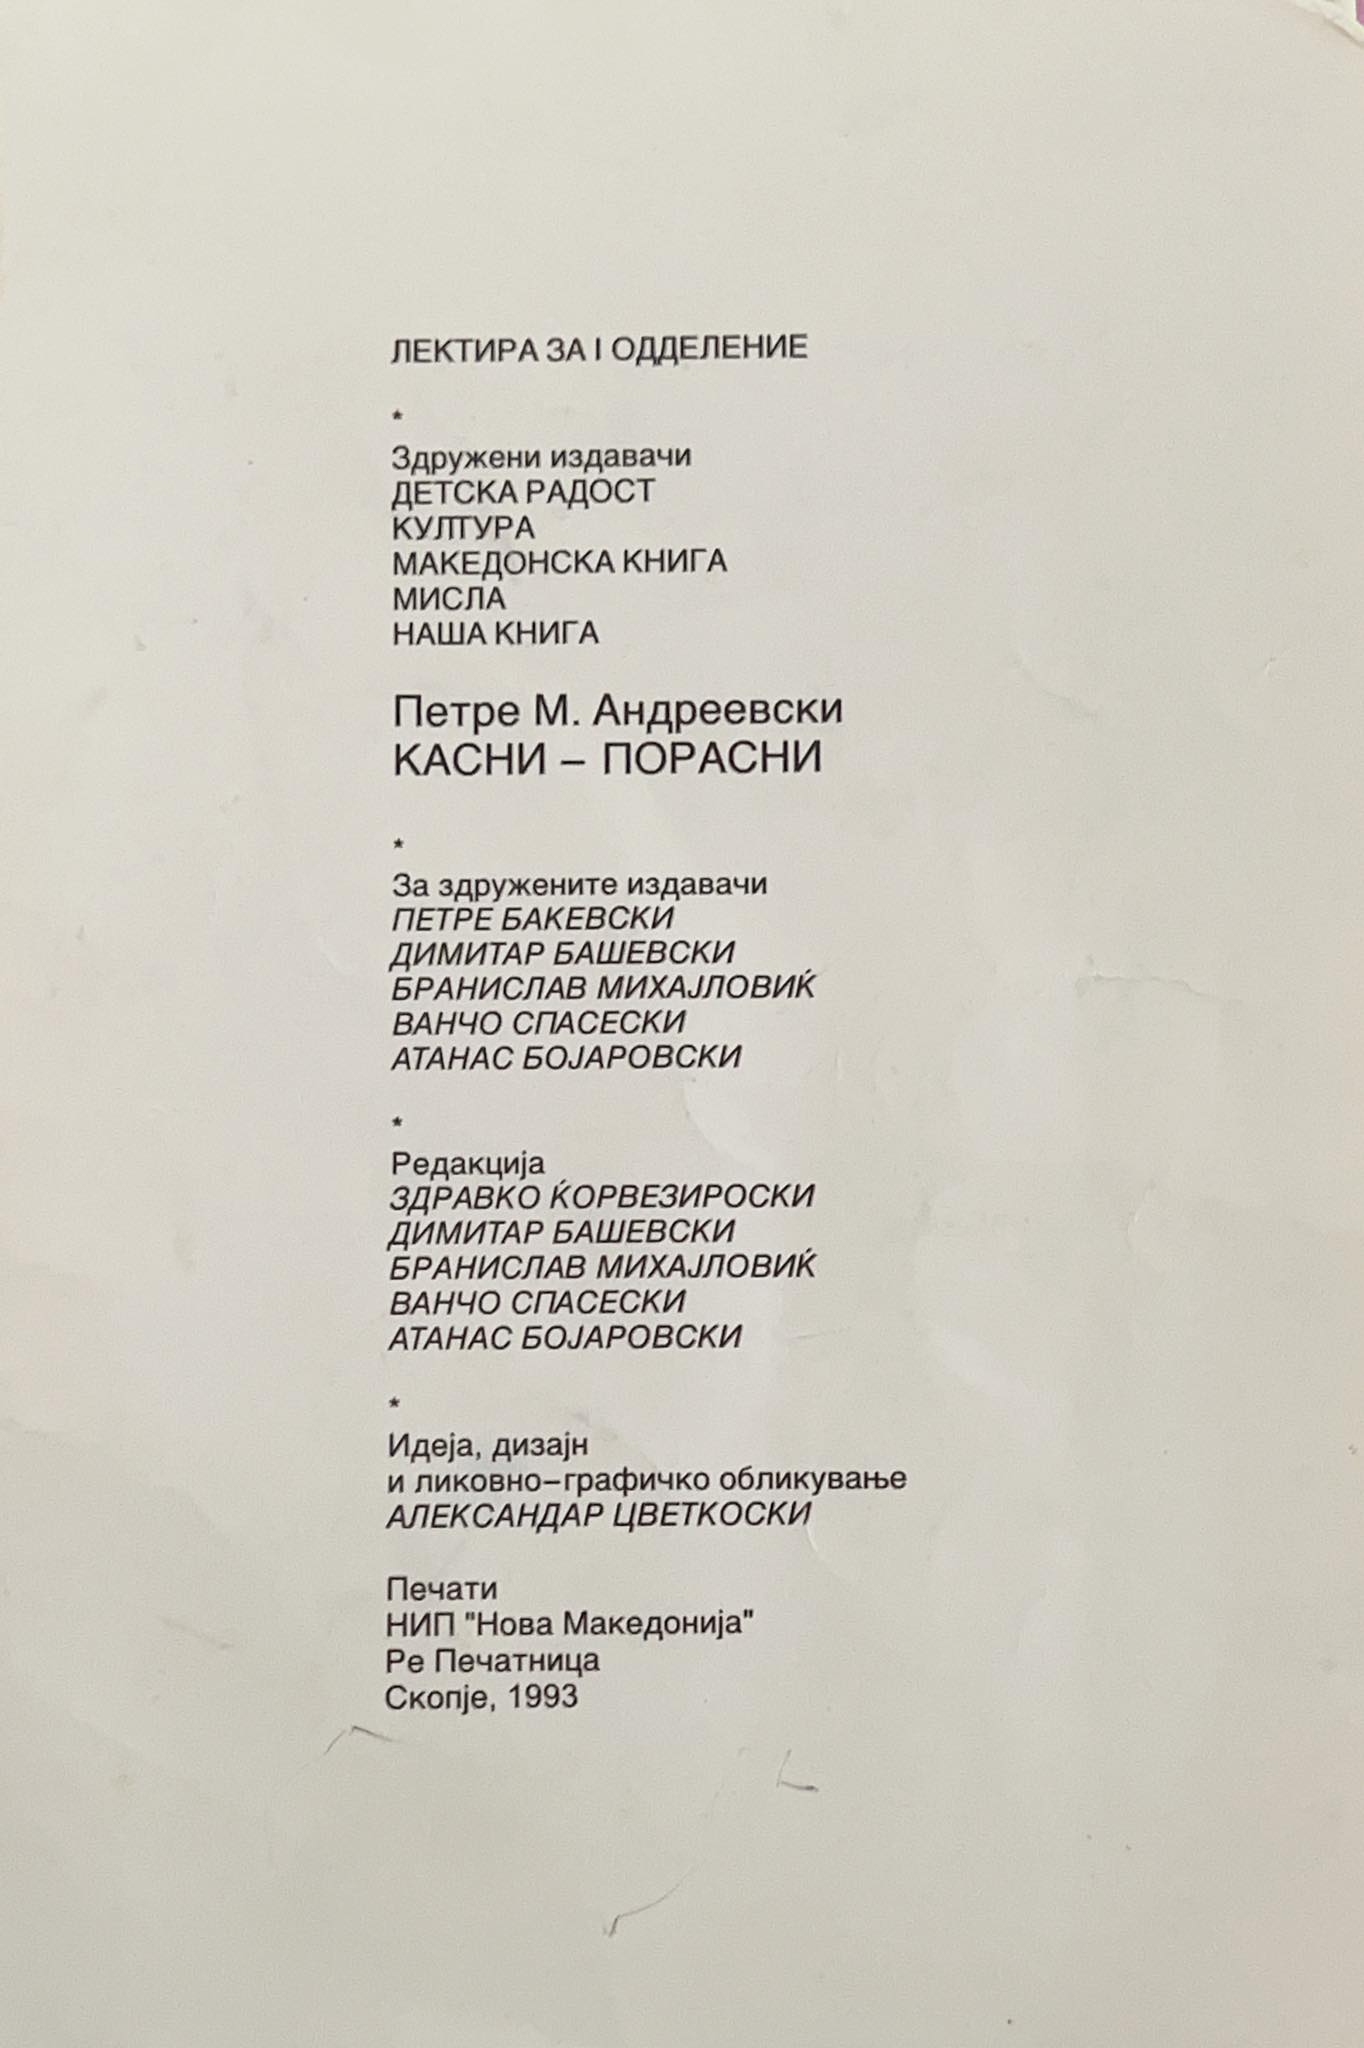 ЛЕКТИРА ЗА I ОДДЕЛЕНИЕ
*
Здружени издавачи
ДЕТСКА РАДОСТ
КУЛТУРА
МАКЕДОНСКА КНИГА
МИСЛА
НАША КНИГА
Петре М. Андреевски
КАСНИ – ПОРАСНИ
*
За здружените издавачи
ПЕТРЕ БАКЕВСКИ
ДИМИТАР БАШЕВСКИ
БРАНИСЛАВ МИХАЈЛОВИЌ
ВАНЧО СПАСЕСКИ
АТАНАС БОЈАРОВСКИ
*
Редакција
ЗДРАВКО ЌОРВЕЗИРОСКИ
ДИМИТАР БАШЕВСКИ
БРАНИСЛАВ МИХАЈЛОВИЌ
ВАНЧО СПАСЕСКИ
АТАНАС БОЈАРОВСКИ
*
Идеја, дизајн
и ликовно–графичко обликување
АЛЕКСАНДАР ЦВЕТКОСКИ
Печати
НИП "Нова Македонија"
Ре Печатница
Скопје, 1993